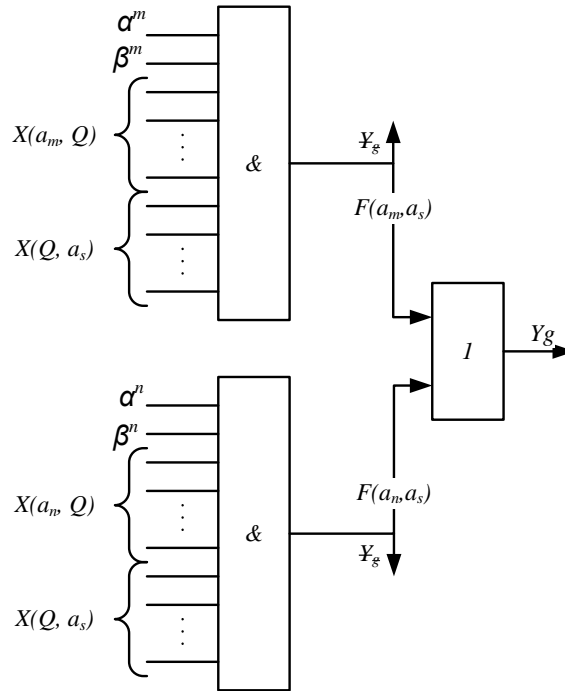 α^m
β^m
X(a_m, Q)
X(Q, a_s)
&
Y_g
F(a_m,a_s)
1
Yg
α^n
β^n
X(a_n, Q)
X(Q, a_s)
&
F(a_n,a_s)
Y_g